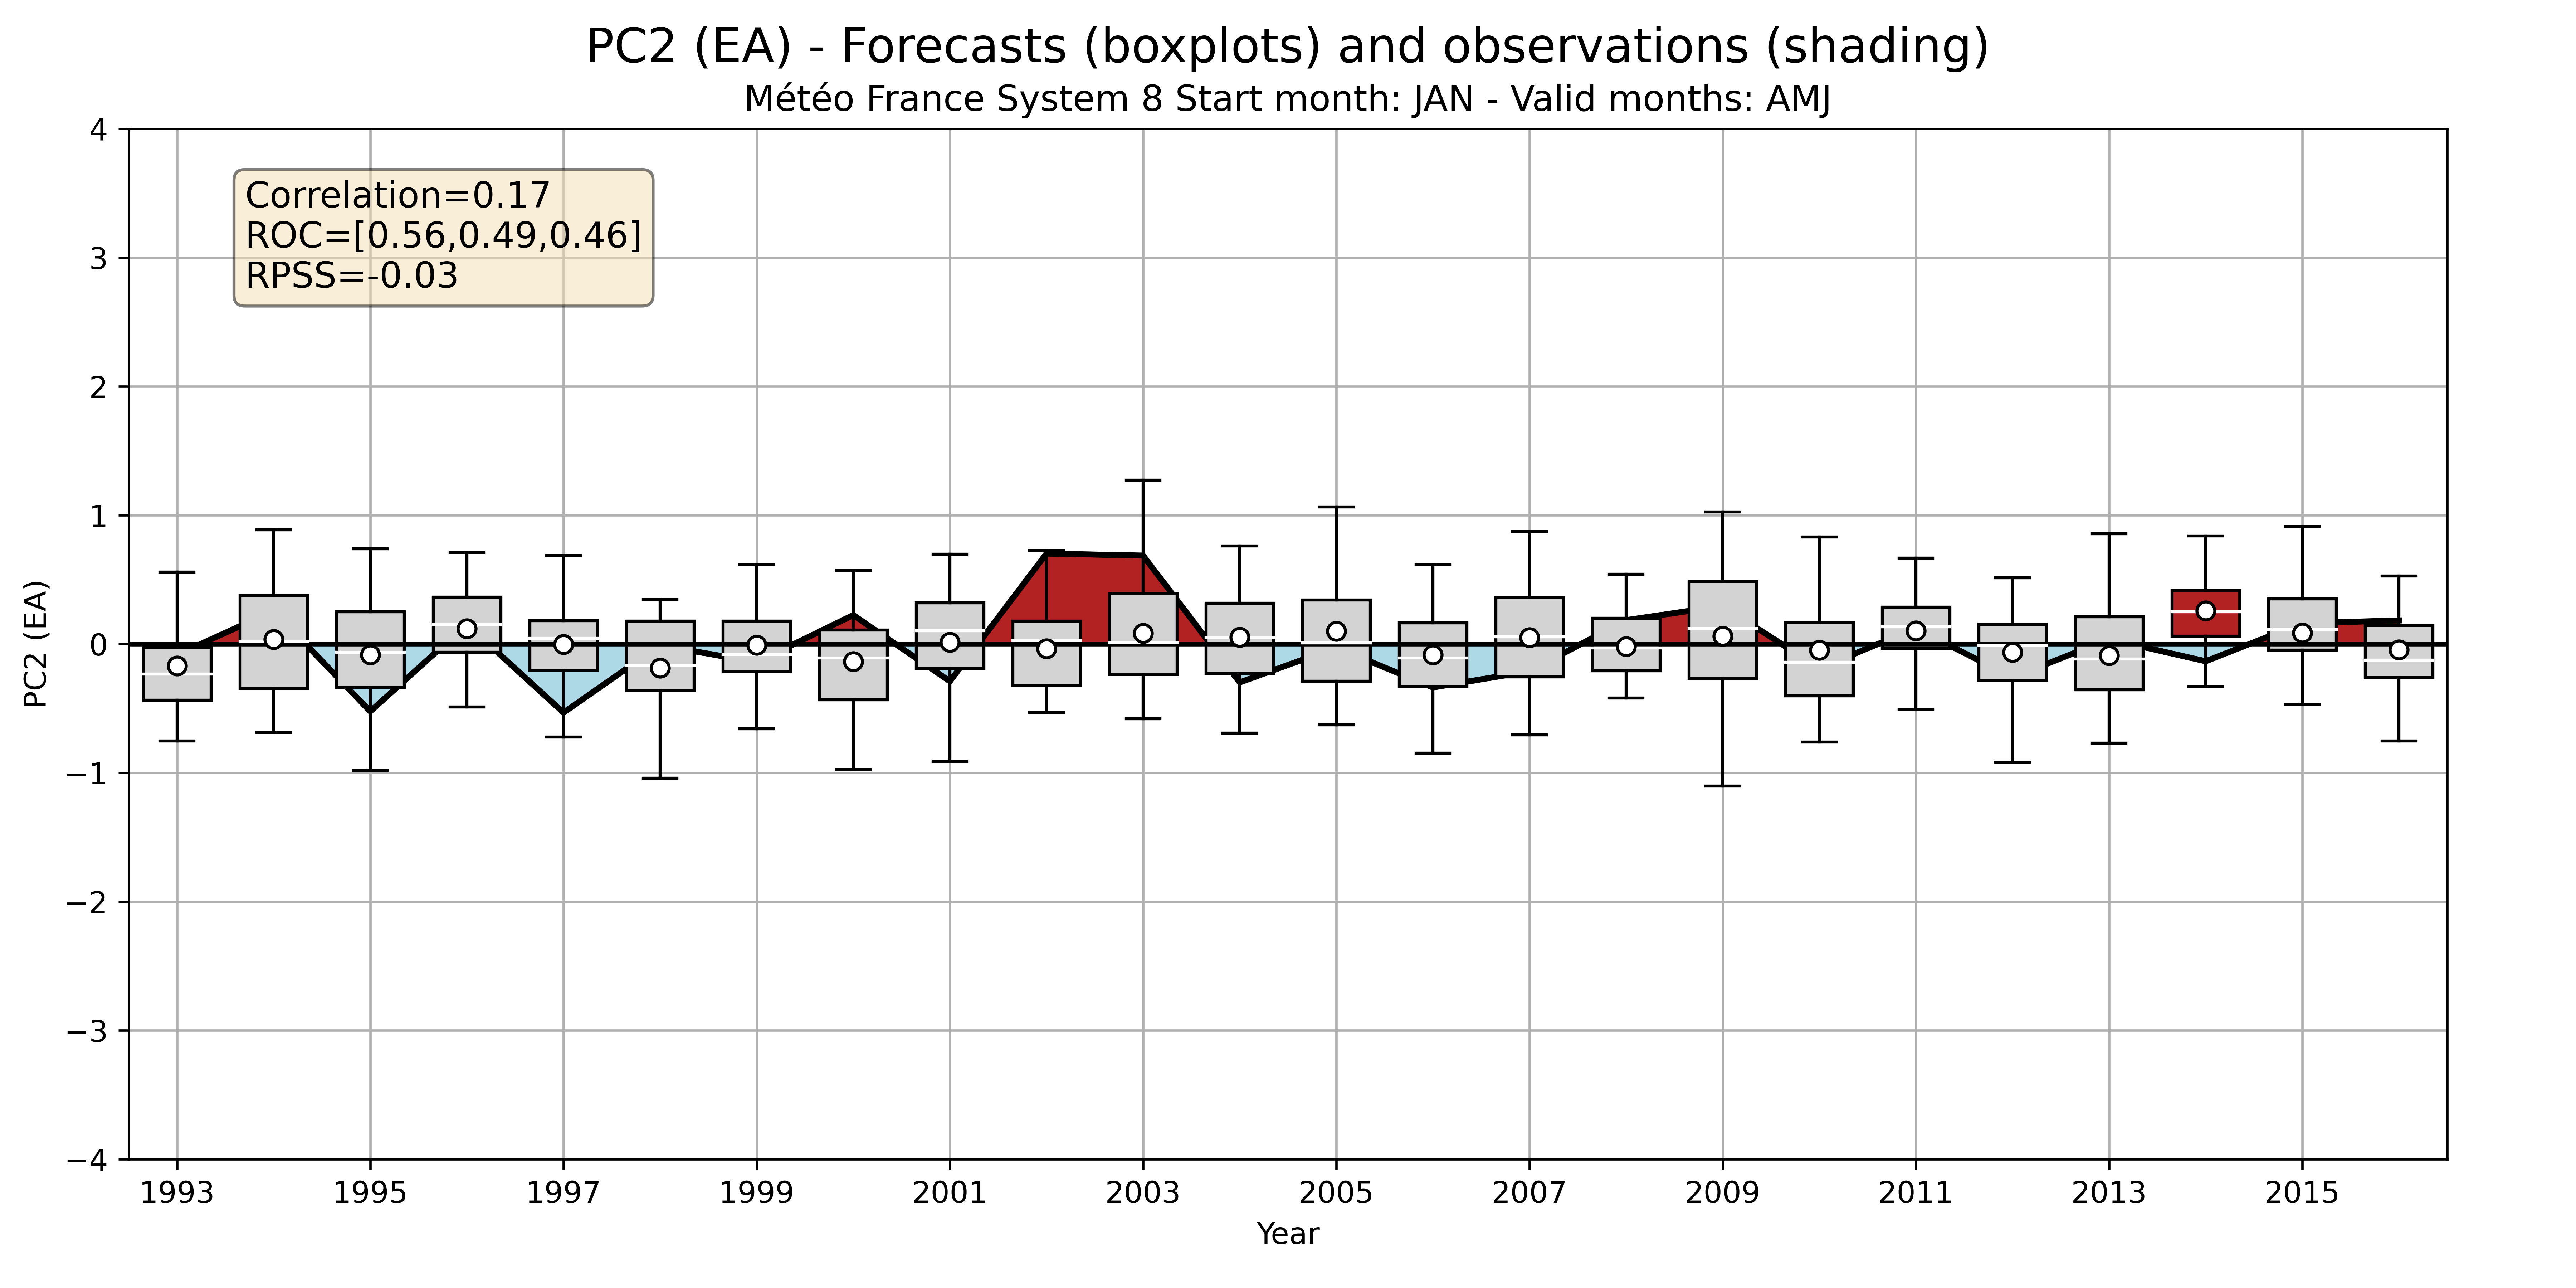 PC2 (EA) - Forecasts (boxplots) and observations (shading)
Météo France System 8 Start month: JAN - Valid months: AMJ
Correlation=0.17
ROC=[0.56,0.49,0.46]
RPSS=-0.03
4
3
2
1
0
−1
−2
−3
−4
PC2 (EA)
1993 1995 1997 1999 2001 2003 2005 2007 2009 2011 2013 2015
Year